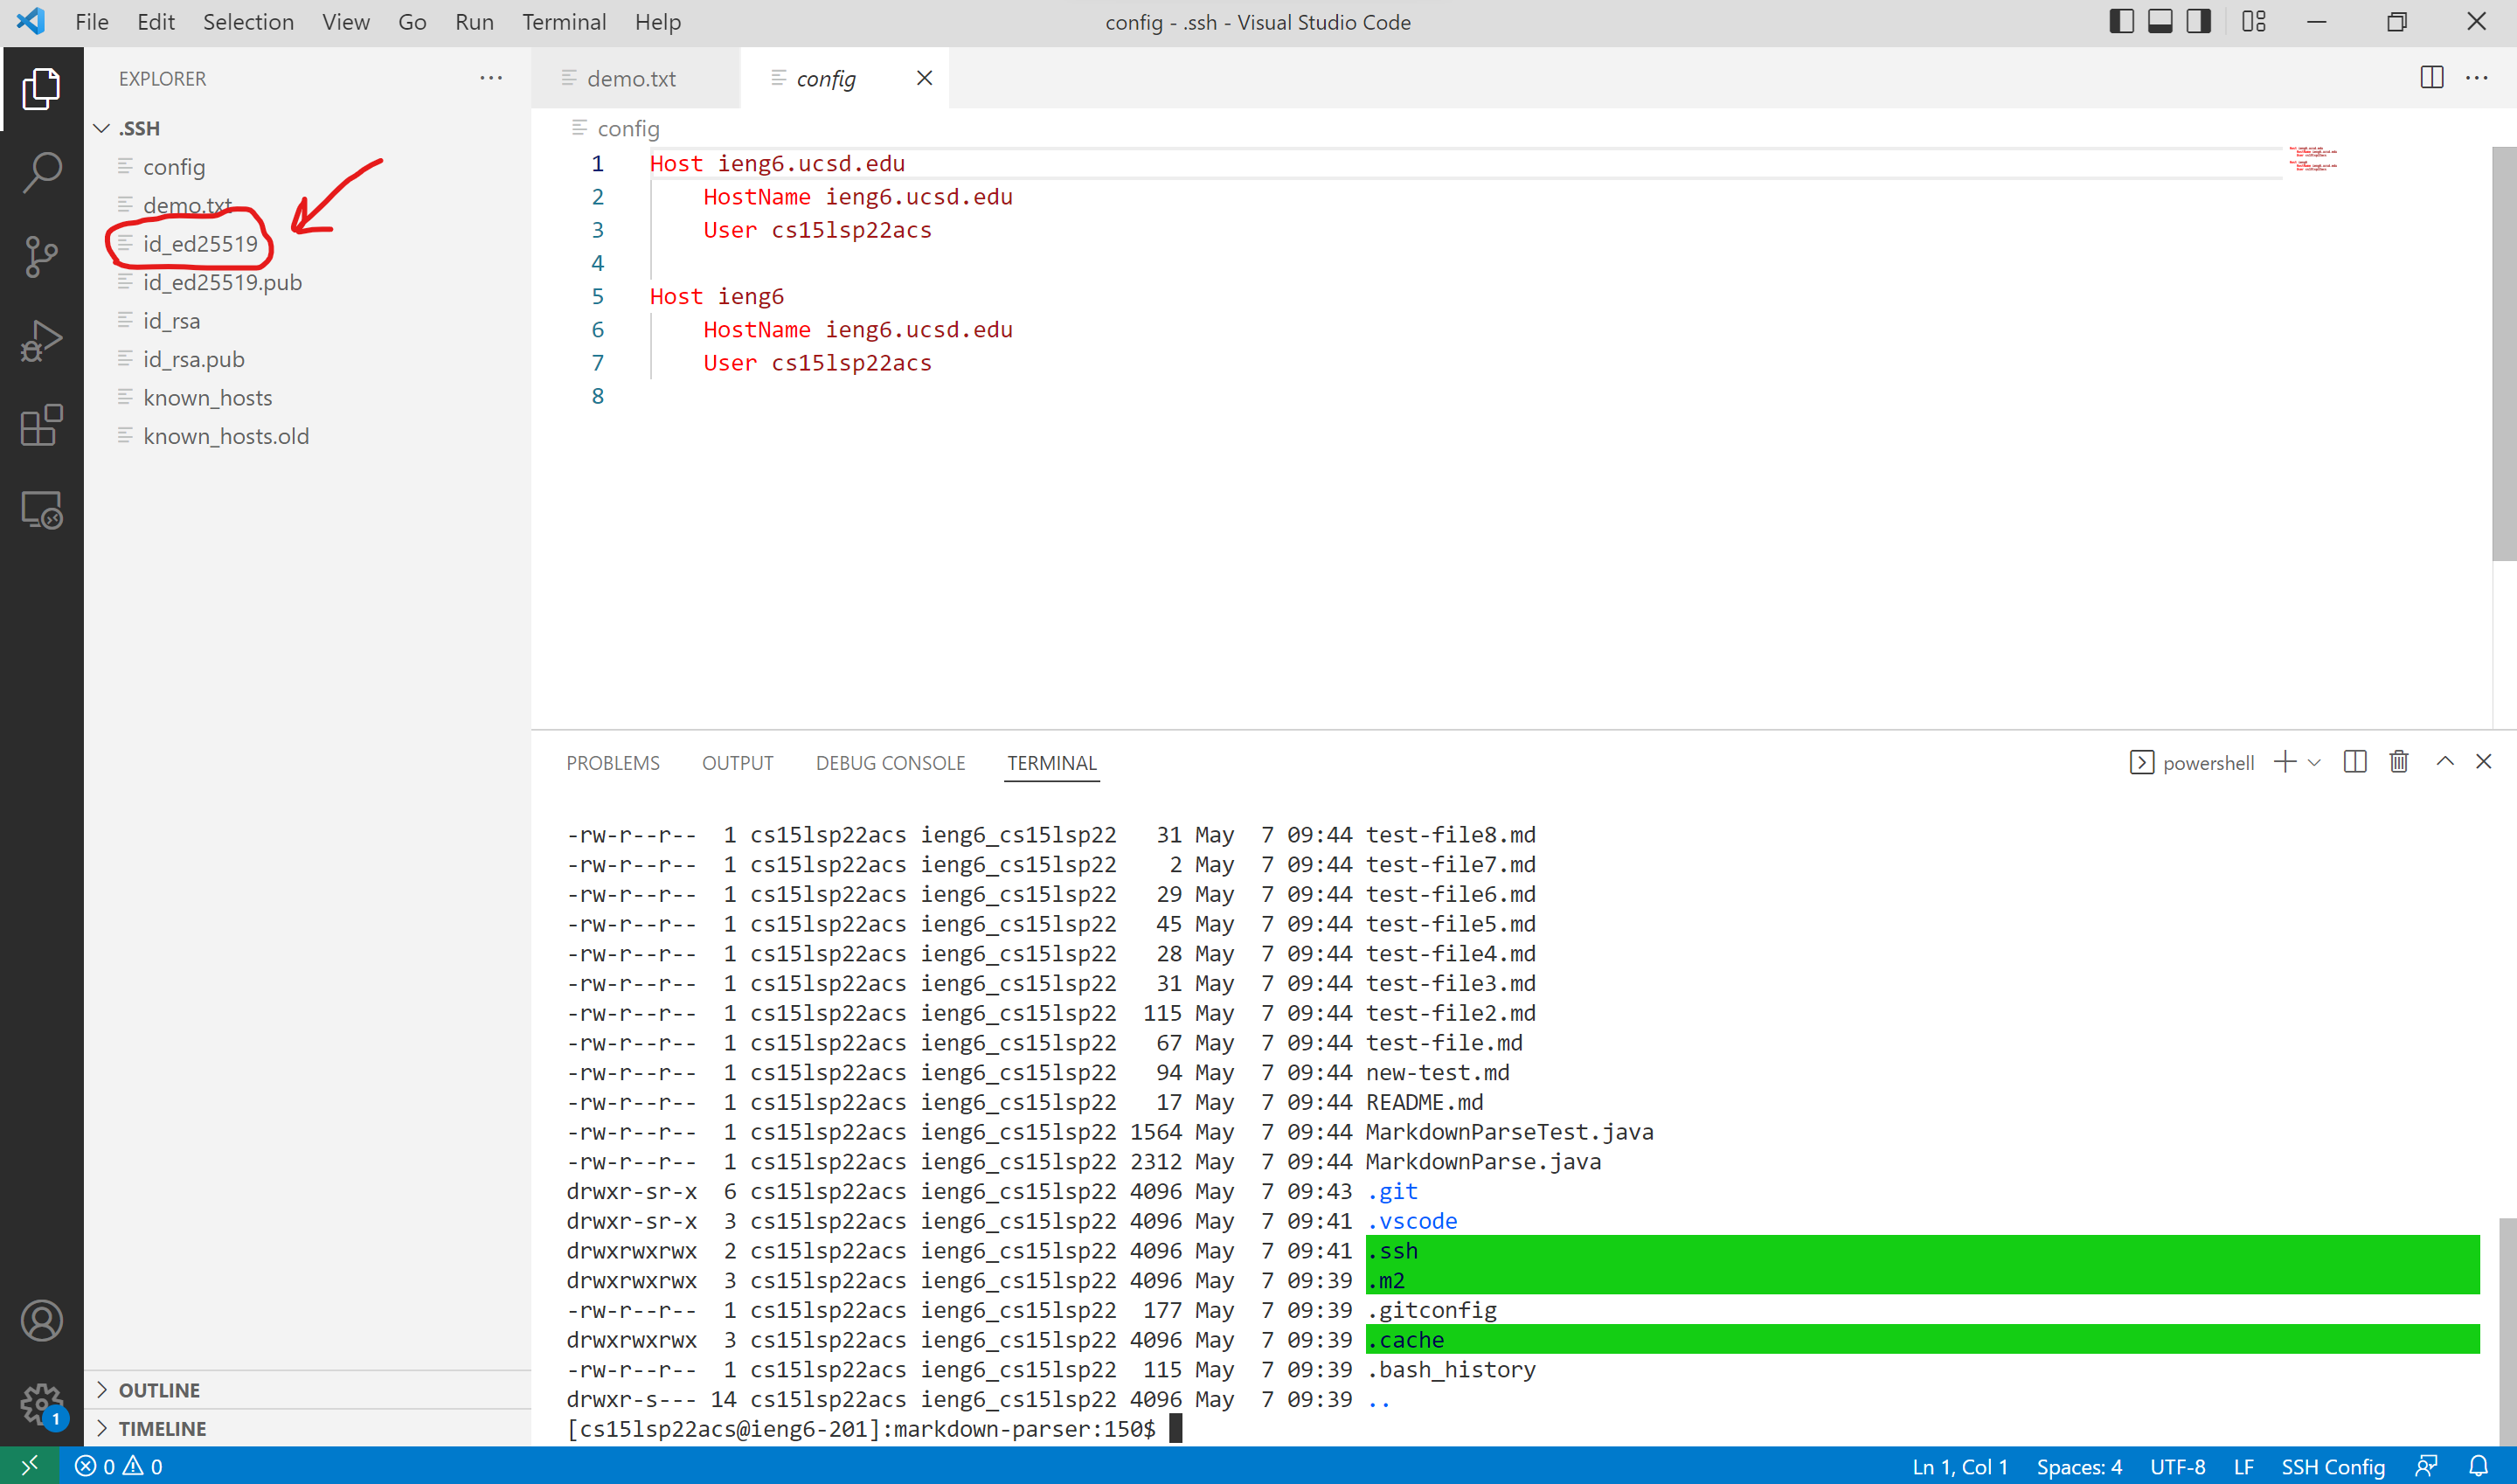 File Edit Selection View Go Run Terminal Help
config - .ssh - Visual Studio Code
EXPLORER
.SSH
config
demo.txt
id_ed25519
id_ed25519.pub
id_rsa
id_rsa.pub
known_hosts
known_hosts.old
OUTLINE
TIMELINE
demo.txt config
config
1 Host ieng6.ucsd.edu
2 HostName ieng6.ucsd.edu
3 User cs15lsp22acs
4
5 Host ieng6
6 HostName ieng6.ucsd.edu
7 User cs15lsp22acs
8
PROBLEMS OUTPUT DEBUG CONSOLE TERMINAL
powershell
-rw-r--r-- 1 cs15lsp22acs ieng6_cs15lsp22 31 May 7 09:44 test-file8.md
-rw-r--r-- 1 cs15lsp22acs ieng6_cs15lsp22 2 May 7 09:44 test-file7.md
-rw-r--r-- 1 cs15lsp22acs ieng6_cs15lsp22 29 May 7 09:44 test-file6.md
-rw-r--r-- 1 cs15lsp22acs ieng6_cs15lsp22 45 May 7 09:44 test-file5.md
-rw-r--r-- 1 cs15lsp22acs ieng6_cs15lsp22 28 May 7 09:44 test-file4.md
-rw-r--r-- 1 cs15lsp22acs ieng6_cs15lsp22 31 May 7 09:44 test-file3.md
-rw-r--r-- 1 cs15lsp22acs ieng6_cs15lsp22 115 May 7 09:44 test-file2.md
-rw-r--r-- 1 cs15lsp22acs ieng6_cs15lsp22 67 May 7 09:44 test-file.md
-rw-r--r-- 1 cs15lsp22acs ieng6_cs15lsp22 94 May 7 09:44 new-test.md
-rw-r--r-- 1 cs15lsp22acs ieng6_cs15lsp22 17 May 7 09:44 README.md
-rw-r--r-- 1 cs15lsp22acs ieng6_cs15lsp22 1564 May 7 09:44 MarkdownParseTest.java
-rw-r--r-- 1 cs15lsp22acs ieng6_cs15lsp22 2312 May 7 09:44 MarkdownParse.java
drwxr-sr-x 6 cs15lsp22acs ieng6_cs15lsp22 4096 May 7 09:43 .git
drwxr-sr-x 3 cs15lsp22acs ieng6_cs15lsp22 4096 May 7 09:41 .vscode
drwxrwxrwx 2 cs15lsp22acs ieng6_cs15lsp22 4096 May 7 09:41 .ssh
drwxrwxrwx 3 cs15lsp22acs ieng6_cs15lsp22 4096 May 7 09:39 .m2
-rw-r--r-- 1 cs15lsp22acs ieng6_cs15lsp22 177 May 7 09:39 .gitconfig
drwxrwxrwx 3 cs15lsp22acs ieng6_cs15lsp22 4096 May 7 09:39 .cache
-rw-r--r-- 1 cs15lsp22acs ieng6_cs15lsp22 115 May 7 09:39 .bash_history
drwxr-s--- 14 cs15lsp22acs ieng6_cs15lsp22 4096 May 7 09:39 ..
[cs15lsp22acs@ieng6-201]:markdown-parser:150$
1
0 0
Ln 1, Col 1 Spaces: 4 UTF-8 LF SSH Config